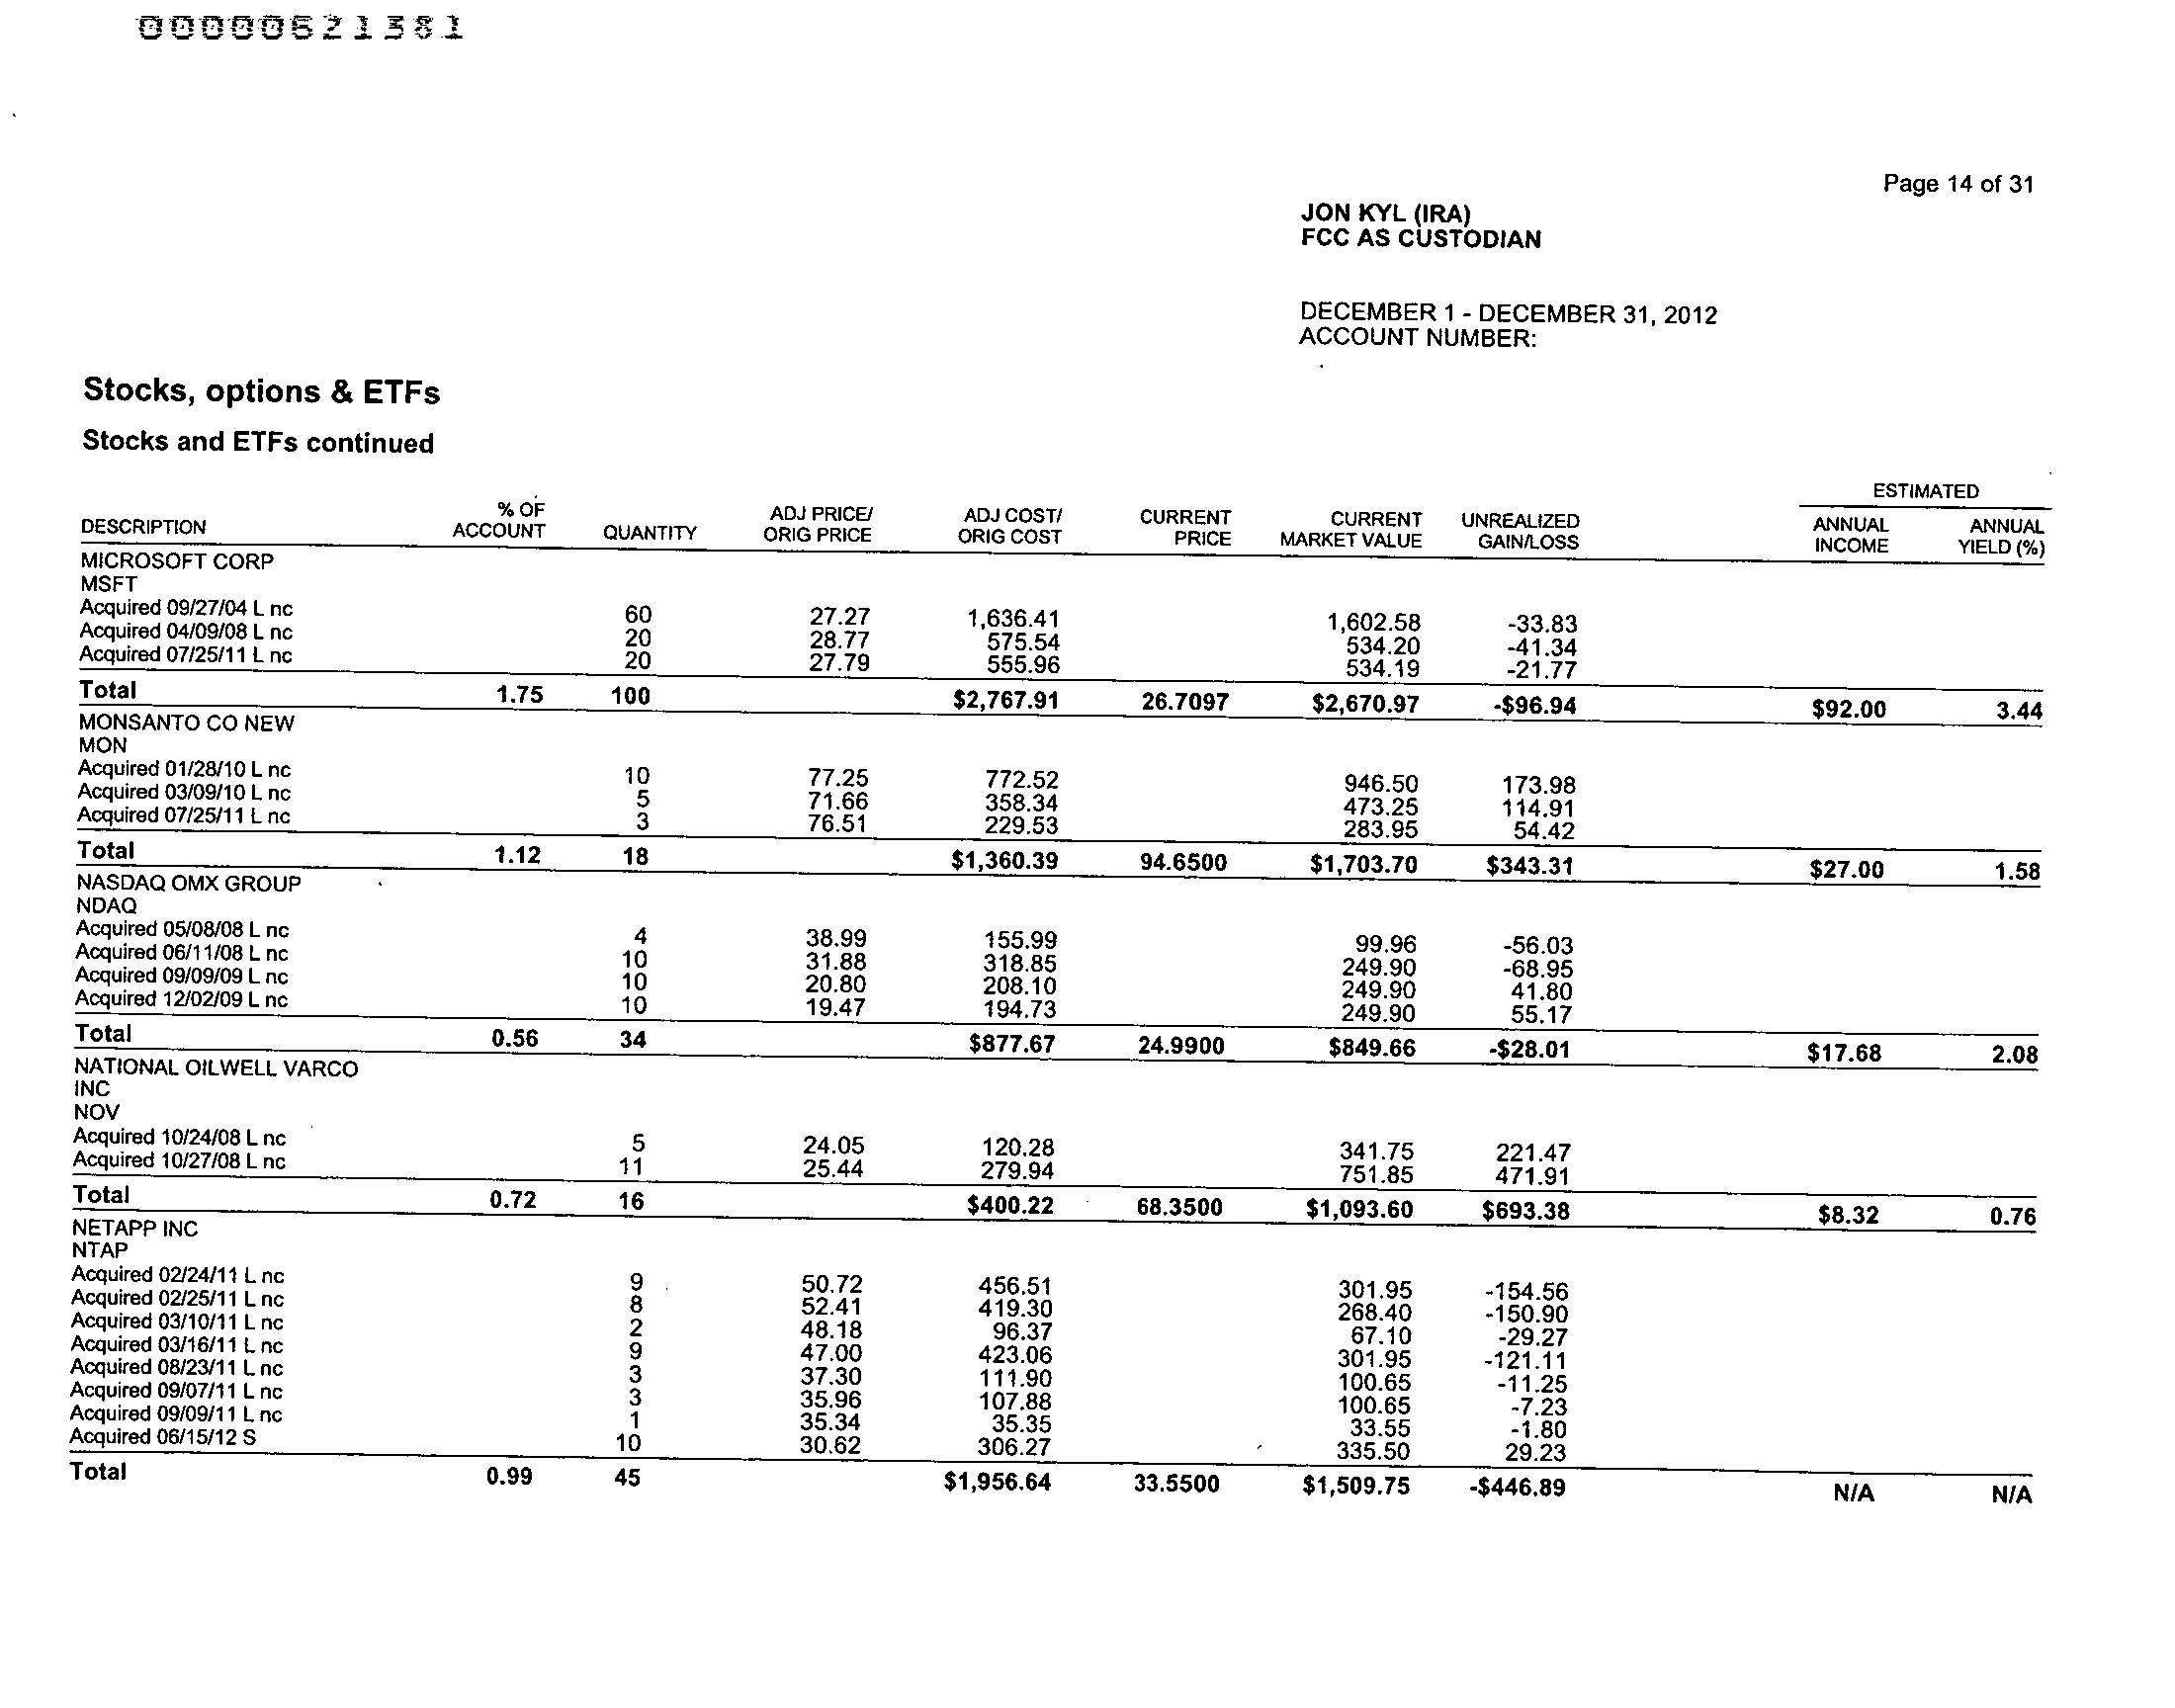 00000621381
Page 14 of 31
JON KYL (IRA)
FCC AS CUSTODIAN
DECEMBER 1 - DECEMBER 31, 2012
ACCOUNT NUMBER:
Stocks, options & ETFs
Stocks and ETFs continued
ESTIMATED
% OF ADJ PRICE/ ADJ COST/ CURRENT CURRENT UNREALIZED ANNUAL ANNUAL
DESCRIPTION ACCOUNT QUANTITY ORIG PRICE ORIG COST PRICE MARKET VALUE GAIN/LOSS INCOME YIELD (%)
MICROSOFT CORP
MSFT
Acquired 09/27/04 L nc 60 27.27 1,636.41 1,602.58 -33.83
Acquired 04/09/08 L nc 20 28.77 575.54 534.20 -41.34
Acquired 07/25/11 L nc 20 27.79 555.96 534.19 -21.77
Total 1.75 100 $2,767.91 26.7097 $2,670.97 -$96.94 $92.00 3.44
MONSANTO CO NEW
MON
Acquired 01/28/10 L nc 10 77.25 772.52 946.50 173.98
Acquired 03/09/10 L nc 5 71.66 358.34 473.25 114.91
Acquired 07/25/11 L nc 3 76.51 229.53 283.95 54.42
Total 1.12 18 $1,360.39 94.6500 $1,703.70 $343.31 $27.00 1.58
NASDAQ OMX GROUP
NDAQ
Acquired 05/08/08 L nc 4 38.99 155.99 99.96 -56.03
Acquired 06/11/08 L nc 10 31.88 318.85 249.90 -68.95
Acquired 09/09/09 L nc 10 20.80 208.10 249.90 41.80
Acquired 12/02/09 L nc 10 19.47 194.73 249.90 55.17
Total 0.56 34 $877.67 24.9900 $849.66 -$28.01 $17.68 2.08
NATIONAL OILWELL VARCO
INC
NOV
Acquired 10/24/08 L nc 5 24.05 120.28 341.75 221.47
Acquired 10/27/08 L nc 11 25.44 279.94 751.85 471.91
Total 0.72 16 $400.22 68.3500 $1,093.60 $693.38 $8.32 0.76
NETAPP INC
NTAP
Acquired 02/24/11 L nc 9 50.72 456.51 301.95 -154.56
Acquired 02/25/11 L nc 8 52.41 419.30 268.40 -150.90
Acquired 03/10/11 L nc 2 48.18 96.37 67.10 -29.27
Acquired 03/16/11 L nc 9 47.00 423.06 301.95 -121.11
Acquired 08/23/11 L nc 3 37.30 111.90 100.65 -11.25
Acquired 09/07/11 L nc 3 35.96 107.88 100.65 -7.23
Acquired 09/09/11 L nc 1 35.34 35.35 33.55 -1.80
Acquired 06/15/12 S 10 30.62 306.27 335.50 29.23
Total 0.99 45 $1,956.64 33.5500 $1,509.75 -$446.89 N/A N/A